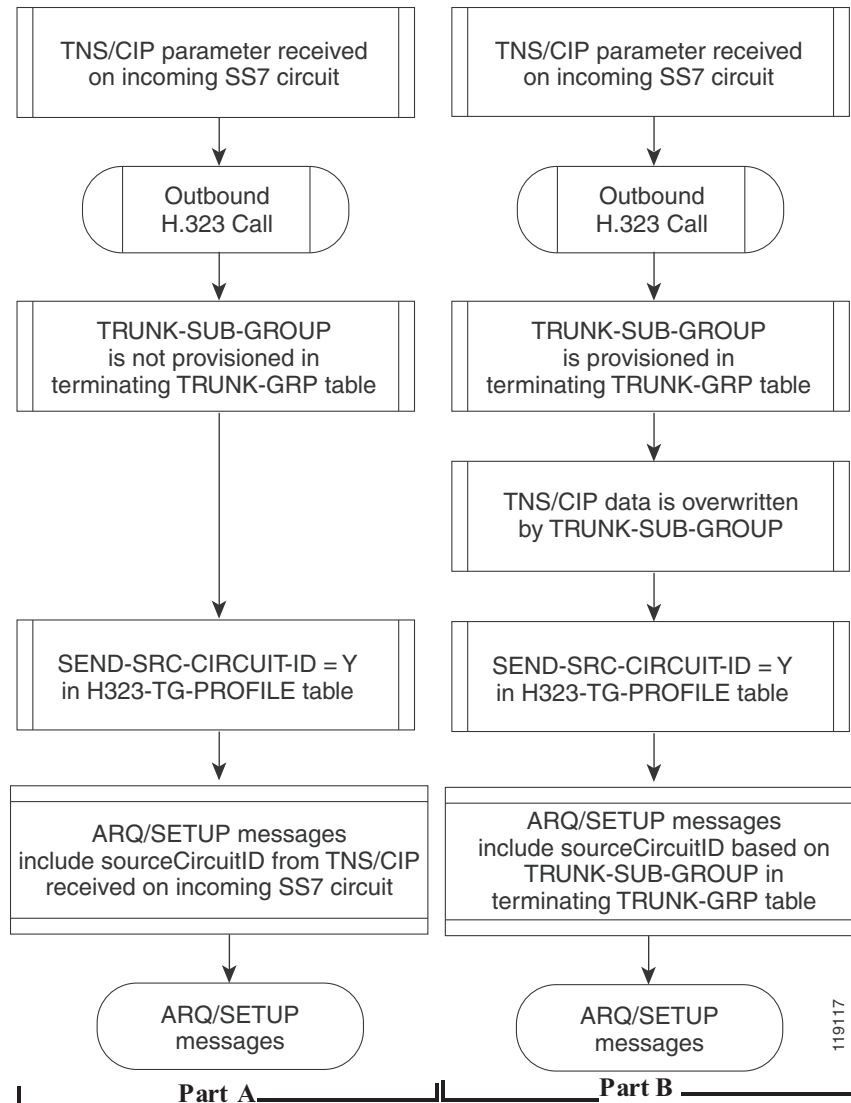 TNS/CIP parameter received
on incoming SS7 circuit
Outbound
H.323 Call
TRUNK-SUB-GROUP
is not provisioned in
terminating TRUNK-GRP table
SEND-SRC-CIRCUIT-ID = Y
in H323-TG-PROFILE table
ARQ/SETUP messages
include sourceCircuitID from TNS/CIP
received on incoming SS7 circuit
ARQ/SETUP
messages
Part A
TNS/CIP parameter received
on incoming SS7 circuit
Outbound
H.323 Call
TRUNK-SUB-GROUP
is provisioned in
terminating TRUNK-GRP table
TNS/CIP data is overwritten
by TRUNK-SUB-GROUP
SEND-SRC-CIRCUIT-ID = Y
in H323-TG-PROFILE table
ARQ/SETUP messages
include sourceCircuitID based on
TRUNK-SUB-GROUP in
terminating TRUNK-GRP table
ARQ/SETUP
messages
119117
Part B